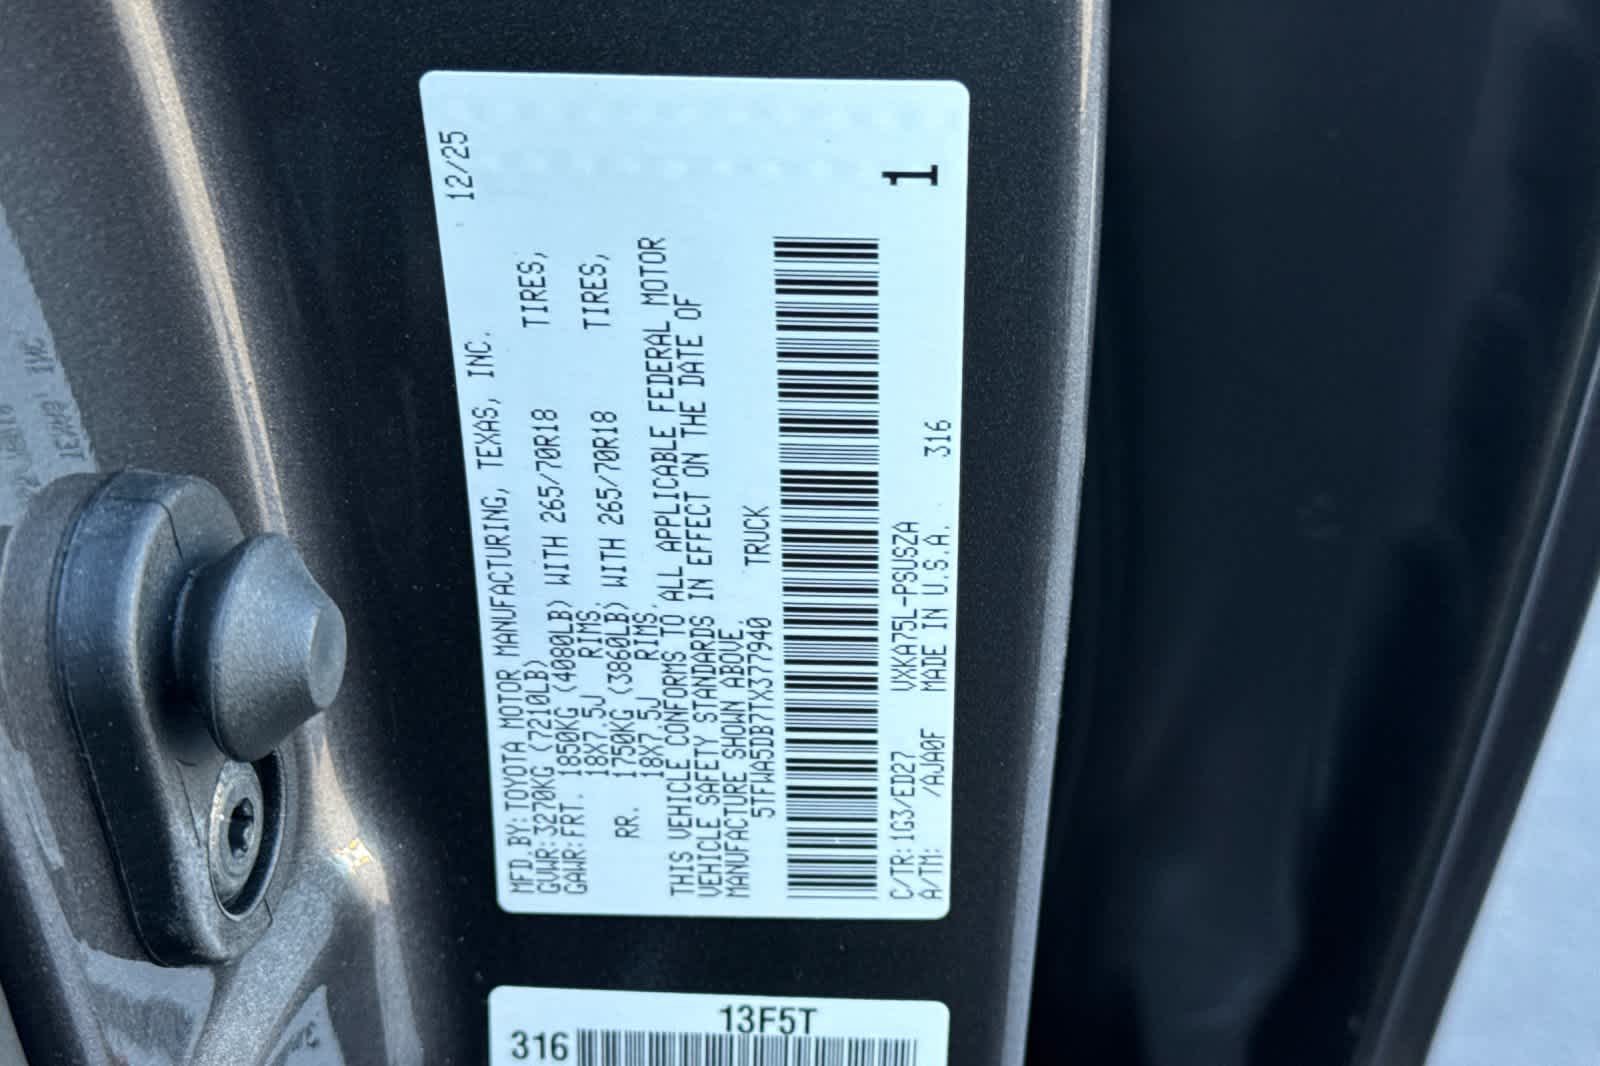 12/25
MFD.BY:TOYOTA MOTOR MANUFACTURING, TEXAS, INC.
GVWR:3270KG (7210LB)
GAWR:FRT. 1850KG (4080LB) WITH 265/70R18 TIRES,
18X7.5J RIMS.
RR. 1750KG (3860LB) WITH 265/70R18 TIRES,
18X7.5J RIMS.
THIS VEHICLE CONFORMS TO ALL APPLICABLE FEDERAL MOTOR
VEHICLE SAFETY STANDARDS IN EFFECT ON THE DATE OF
MANUFACTURE SHOWN ABOVE.
5TFWA5DB7TX377940 TRUCK
1
C/TR:1G3/ED27 VXKA75L-PSUSZA 316
A/TM: /AJA0F MADE IN U.S.A.
13F5T
316